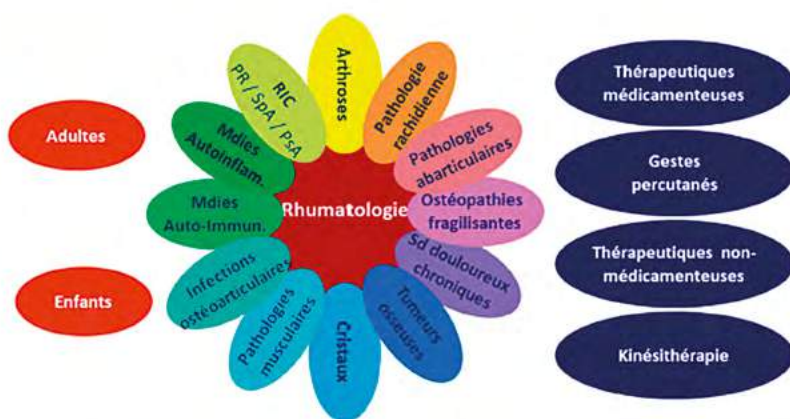 Adultes
Enfants
Rhumatologie
Arthroses
Pathologie
rachidienne
Pathologies
abarticulaires
Ostéopathies
fragilisantes
Sd douloureux
chroniques
Tumeurs
osseuses
Cristaux
Pathologies
musculaires
Infections
ostéoarticulaires
Mdies
Auto-Immun.
Mdies
Autoinflam.
RIC
PR / SpA / PsA
Thérapeutiques
médicamenteuses
Gestes
percutanés
Thérapeutiques non-
médicamenteuses
Kinésithérapie